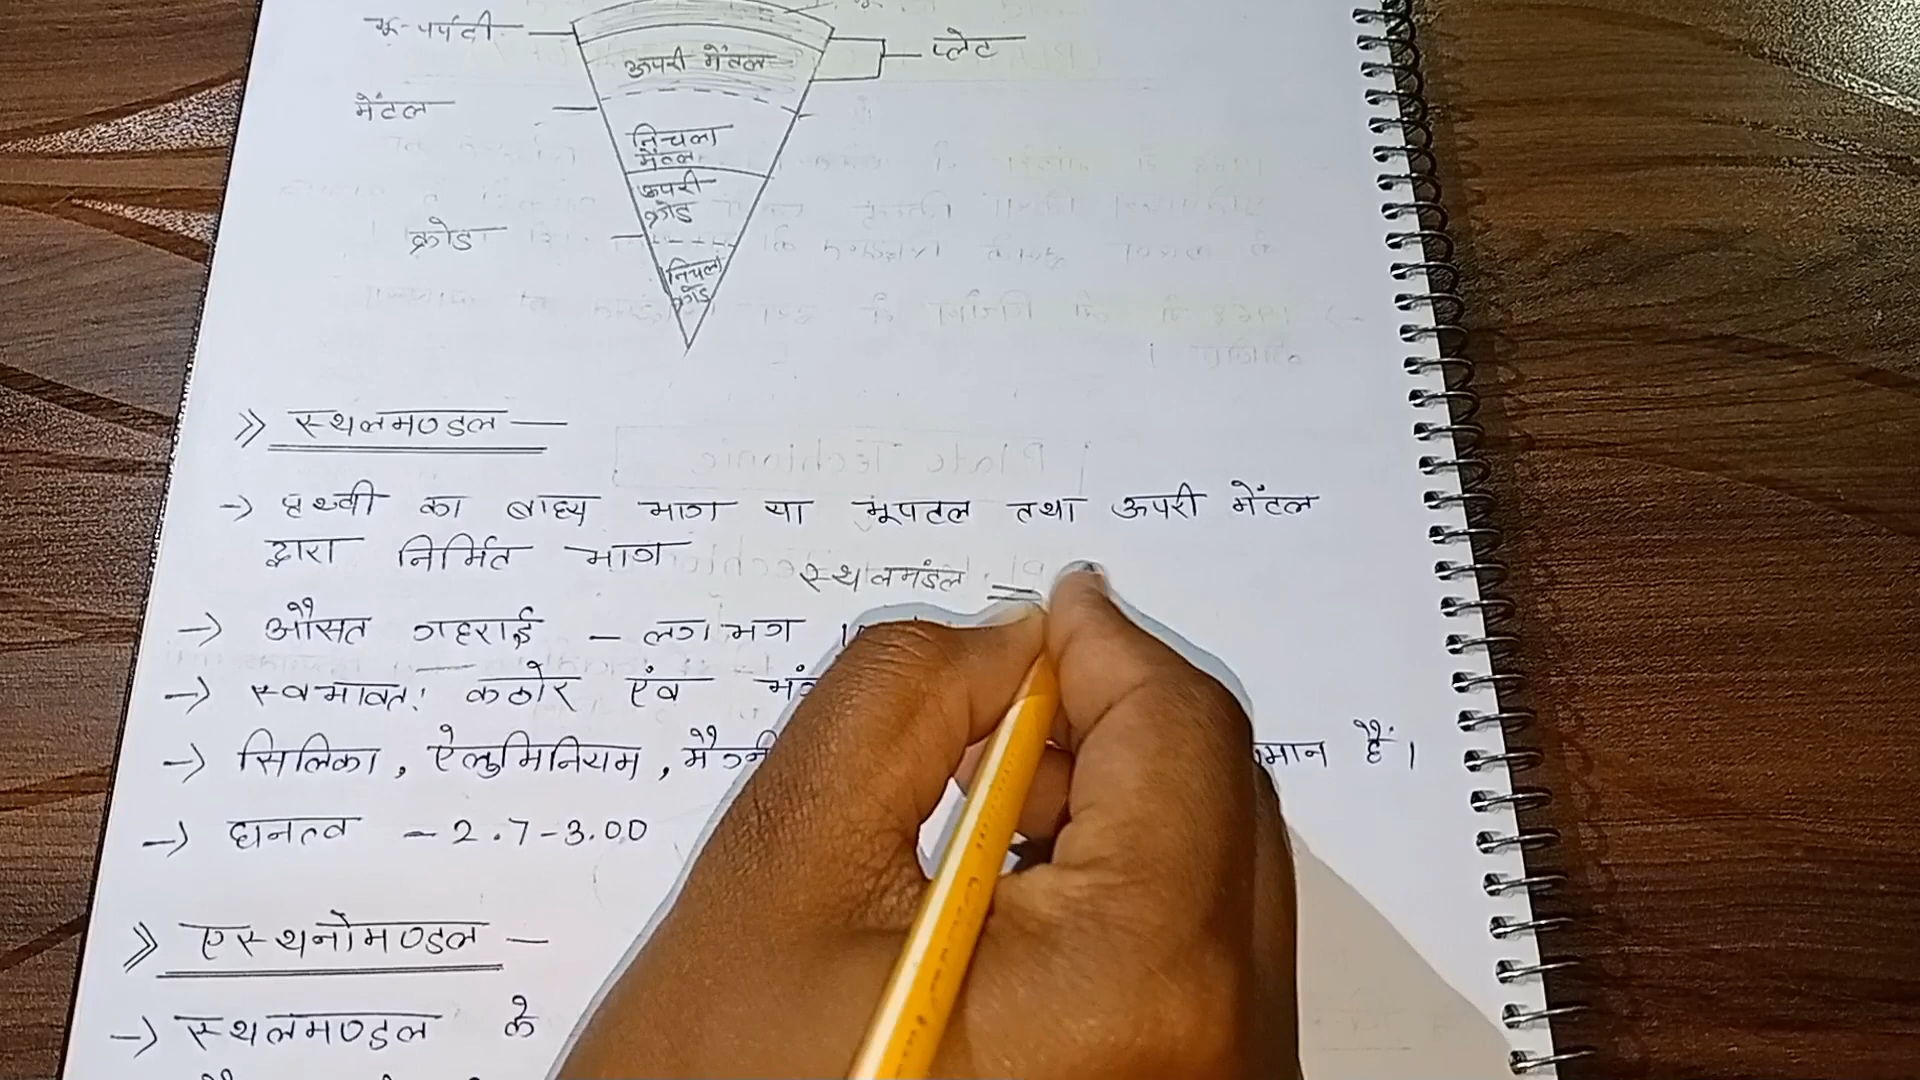 भू-पर्पटी
ऊपरी मेंटल
प्लेट
मेंटल
निचला
मेंटल
ऊपरी
क्रोड
क्रोड
निचला
क्रोड
>> स्थलमण्डल —
-> पृथ्वी का बाह्य भाग या भूपटल तथा ऊपरी मेंटल
द्वारा निर्मित भाग
स्थलमंडल =
-> औसत गहराई - लगभग
-> स्वभावतः कठोर एंव
-> सिलिका, ऐलुमिनियम, हैं।
-> घनत्व - 2.7-3.00
>> एस्थनोमण्डल —
-> स्थलमण्डल के